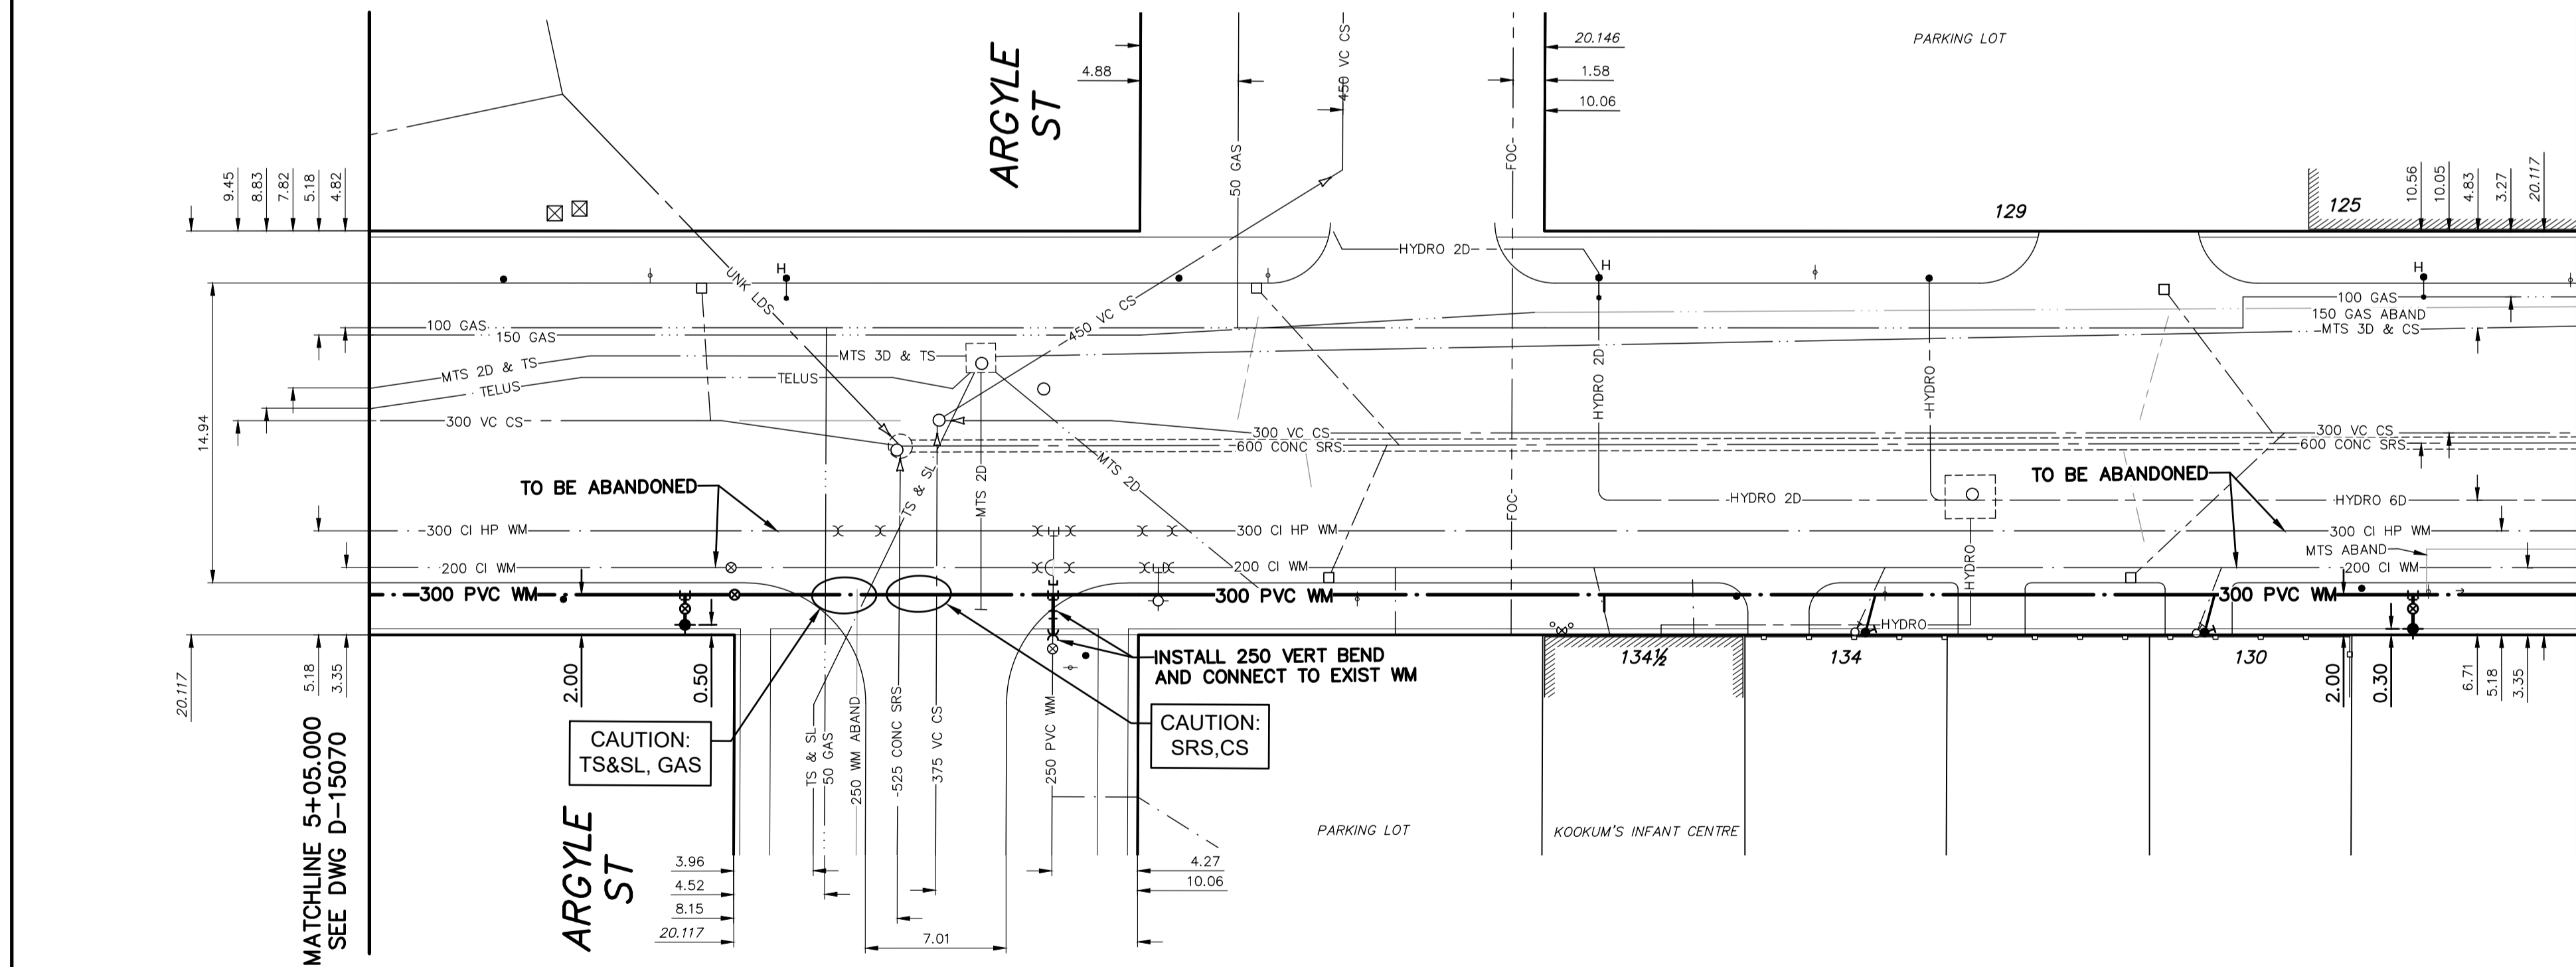 ARGYLE
ST
4.88
50 GAS
450 VC CS
FOC
20.146
1.58
10.06
PARKING LOT
9.45
8.83
7.82
5.18
4.82
129
125
10.56
10.05
4.83
3.27
20.117
H
HYDRO 2D
H
H
UNK LDS
100 GAS
150 GAS
450 VC CS
100 GAS
150 GAS ABAND
MTS 3D & CS
MTS 3D & TS
MTS 2D & TS
TELUS
TELUS
HYDRO 2D
HYDRO
14.94
300 VC CS
300 VC CS
600 CONC SRS
300 VC CS
600 CONC SRS
TO BE ABANDONED
TS & SL
MTS 2D
MTS 2D
FOC
HYDRO 2D
TO BE ABANDONED
HYDRO 6D
300 CI HP WM
300 CI HP WM
300 CI HP WM
MTS ABAND
200 CI WM
200 CI WM
200 CI WM
HYDRO
300 PVC WM
300 PVC WM
300 PVC WM
HYDRO
20.117
5.18
3.35
2.00
0.50
INSTALL 250 VERT BEND
AND CONNECT TO EXIST WM
134½
134
130
2.00
0.30
6.71
5.18
3.35
MATCHLINE 5+05.000
SEE DWG D-15070
CAUTION:
TS&SL, GAS
TS & SL
50 GAS
250 WM ABAND
525 CONC SRS
375 VC CS
250 PVC WM
CAUTION:
SRS,CS
ARGYLE
ST
PARKING LOT
KOOKUM'S INFANT CENTRE
3.96
4.52
8.15
20.117
7.01
4.27
10.06